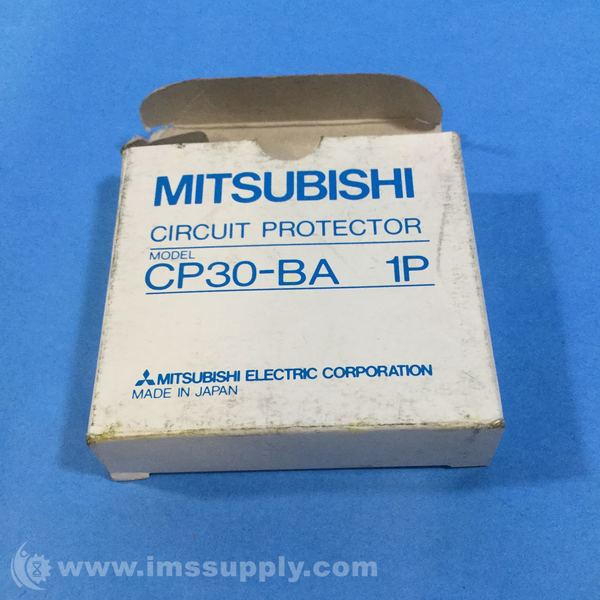 MITSUBISHI
CIRCUIT PROTECTOR
MODEL
CP30-BA 1P
MITSUBISHI ELECTRIC CORPORATION
MADE IN JAPAN
www.imssupply.com